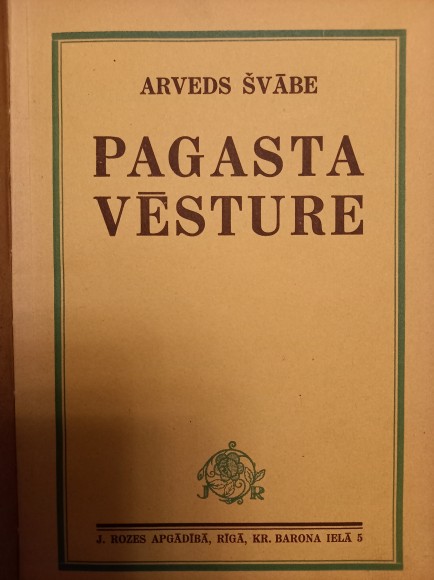 ARVEDS ŠVĀBE
PAGASTA
VĒSTURE
J R
J. ROZES APGĀDĪBĀ, RĪGĀ, KR. BARONA IELĀ 5